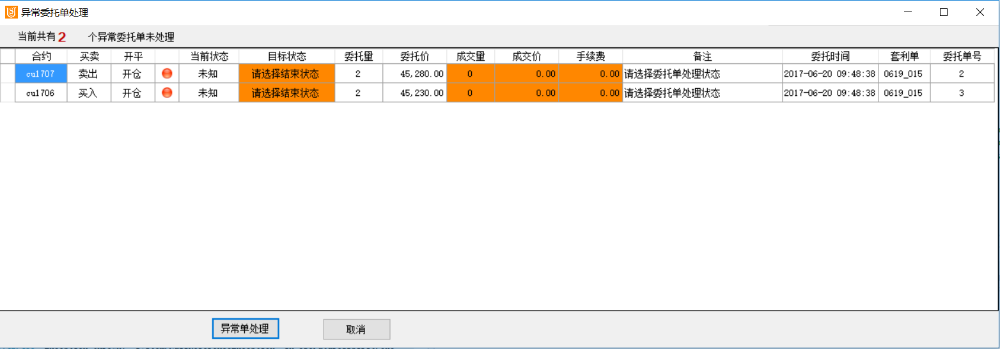 异常委托单处理
当前共有 2 个异常委托单未处理
合约 买卖 开平 当前状态 目标状态 委托量 委托价 成交量 成交价 手续费 备注 委托时间 套利单 委托单号
cu1707 卖出 开仓 未知 请选择结束状态 2 45,280.00 0 0.00 0.00 请选择委托单处理状态 2017-06-20 09:48:38 0619_015 2
cu1706 买入 开仓 未知 请选择结束状态 2 45,230.00 0 0.00 0.00 请选择委托单处理状态 2017-06-20 09:48:38 0619_015 3
异常单处理 取消